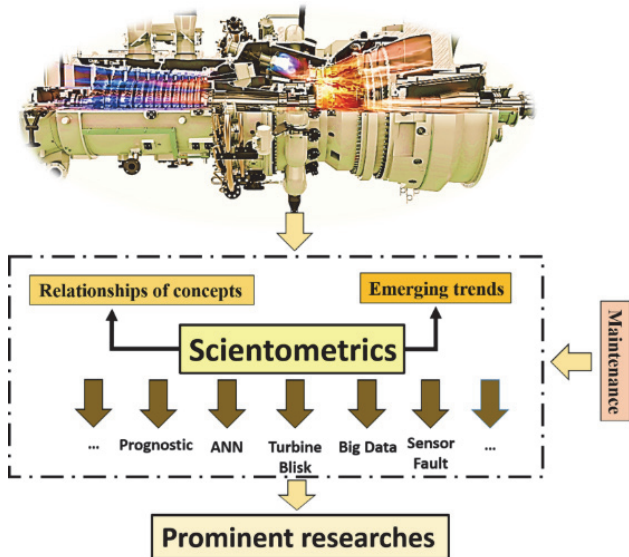 Relationships of concepts
Emerging trends
Scientometrics
Maintenance
...
Prognostic
ANN
Turbine
Blisk
Big Data
Sensor
Fault
...
Prominent researches